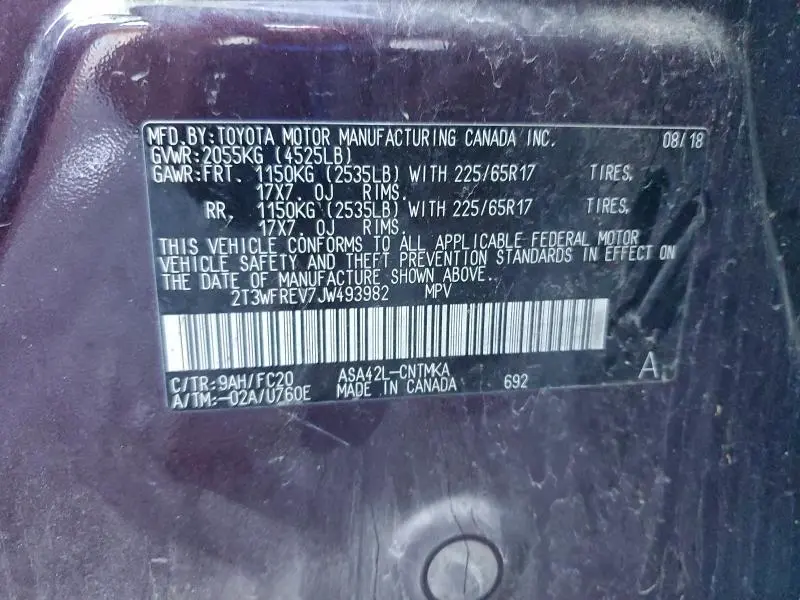 MFD.BY:TOYOTA MOTOR MANUFACTURING CANADA INC. 08/18
GVWR:2055KG (4525LB)
GAWR:FRT. 1150KG (2535LB) WITH 225/65R17 TIRES,
17X7.0J RIMS.
RR. 1150KG (2535LB) WITH 225/65R17 TIRES,
17X7.0J RIMS.
THIS VEHICLE CONFORMS TO ALL APPLICABLE FEDERAL MOTOR
VEHICLE SAFETY AND THEFT PREVENTION STANDARDS IN EFFECT ON
THE DATE OF MANUFACTURE SHOWN ABOVE.
2T3WFREV7JW493982 MPV
C/TR:9AH/FC20 ASA42L-CNTMKA A
A/TM:-02A/U760E MADE IN CANADA 692